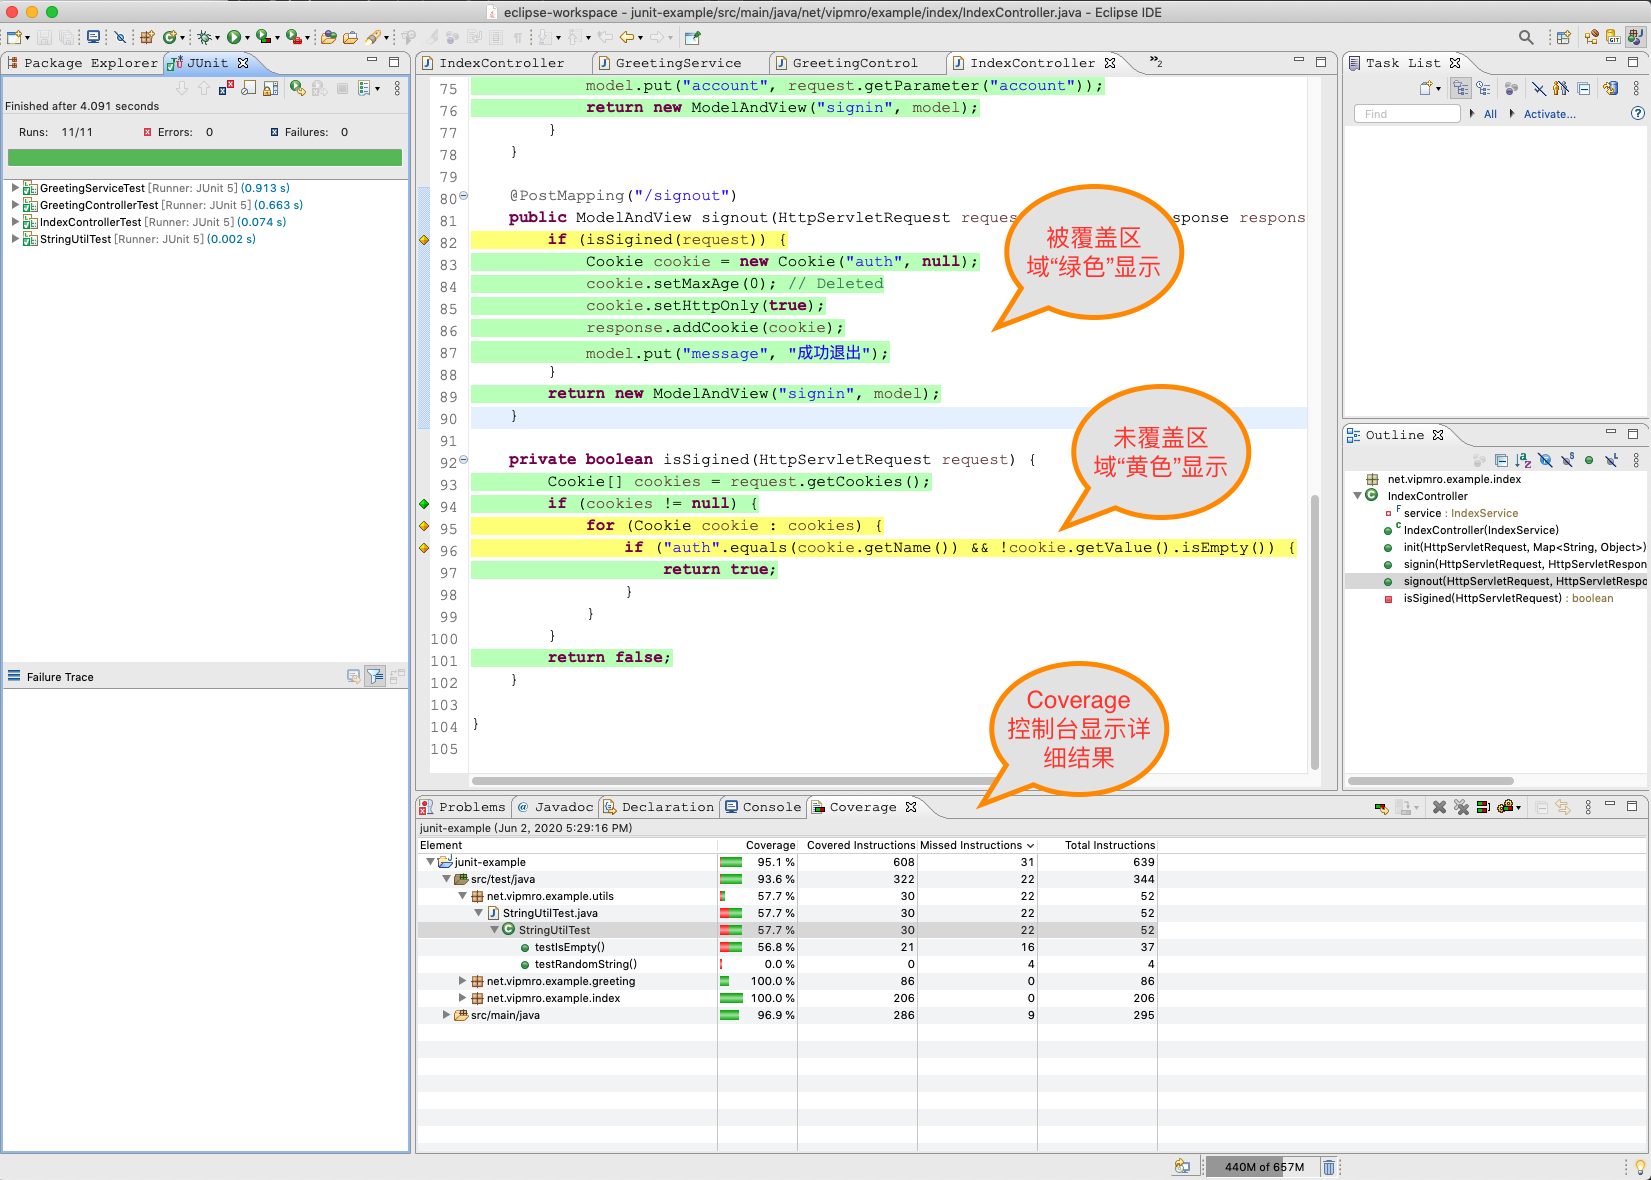 eclipse-workspace - junit-example/src/main/java/net/vipmro/example/index/IndexController.java - Eclipse IDE
Package Explorer
JUnit
Finished after 4.091 seconds
Runs: 11/11
Errors: 0
Failures: 0
GreetingServiceTest [Runner: JUnit 5] (0.913 s)
GreetingControllerTest [Runner: JUnit 5] (0.663 s)
IndexControllerTest [Runner: JUnit 5] (0.074 s)
StringUtilTest [Runner: JUnit 5] (0.002 s)
Failure Trace
IndexController
GreetingService
GreetingControl
IndexController
»2
75 model.put("account", request.getParameter("account"));
76 return new ModelAndView("signin", model);
77 }
78 }
79
80 @PostMapping("/signout")
81 public ModelAndView signout(HttpServletRequest reque sponse respons
82 if (isSigined(request)) {
83 Cookie cookie = new Cookie("auth", null);
84 cookie.setMaxAge(0); // Deleted
85 cookie.setHttpOnly(true);
86 response.addCookie(cookie);
87 model.put("message", "成功退出");
88 }
89 return new ModelAndView("signin", model);
90 }
91
92 private boolean isSigined(HttpServletRequest request) {
93 Cookie[] cookies = request.getCookies();
94 if (cookies != null) {
95 for (Cookie cookie : cookies) {
96 if ("auth".equals(cookie.getName()) && !cookie.getValue().isEmpty()) {
97 return true;
98 }
99 }
100 }
101 return false;
102 }
103
104 }
105
被覆盖区
域“绿色”显示
未覆盖区
域“黄色”显示
Coverage
控制台显示详
细结果
Task List
Find
All
Activate...
Outline
net.vipmro.example.index
IndexController
service : IndexService
IndexController(IndexService)
init(HttpServletRequest, Map<String, Object>)
signin(HttpServletRequest, HttpServletRespon
signout(HttpServletRequest, HttpServletRespo
isSigined(HttpServletRequest) : boolean
Problems
@ Javadoc
Declaration
Console
Coverage
junit-example (Jun 2, 2020 5:29:16 PM)
Element Coverage Covered Instructions Missed Instructions Total Instructions
junit-example 95.1 % 608 31 639
src/test/java 93.6 % 322 22 344
net.vipmro.example.utils 57.7 % 30 22 52
StringUtilTest.java 57.7 % 30 22 52
StringUtilTest 57.7 % 30 22 52
testIsEmpty() 56.8 % 21 16 37
testRandomString() 0.0 % 0 4 4
net.vipmro.example.greeting 100.0 % 86 0 86
net.vipmro.example.index 100.0 % 206 0 206
src/main/java 96.9 % 286 9 295
440M of 657M